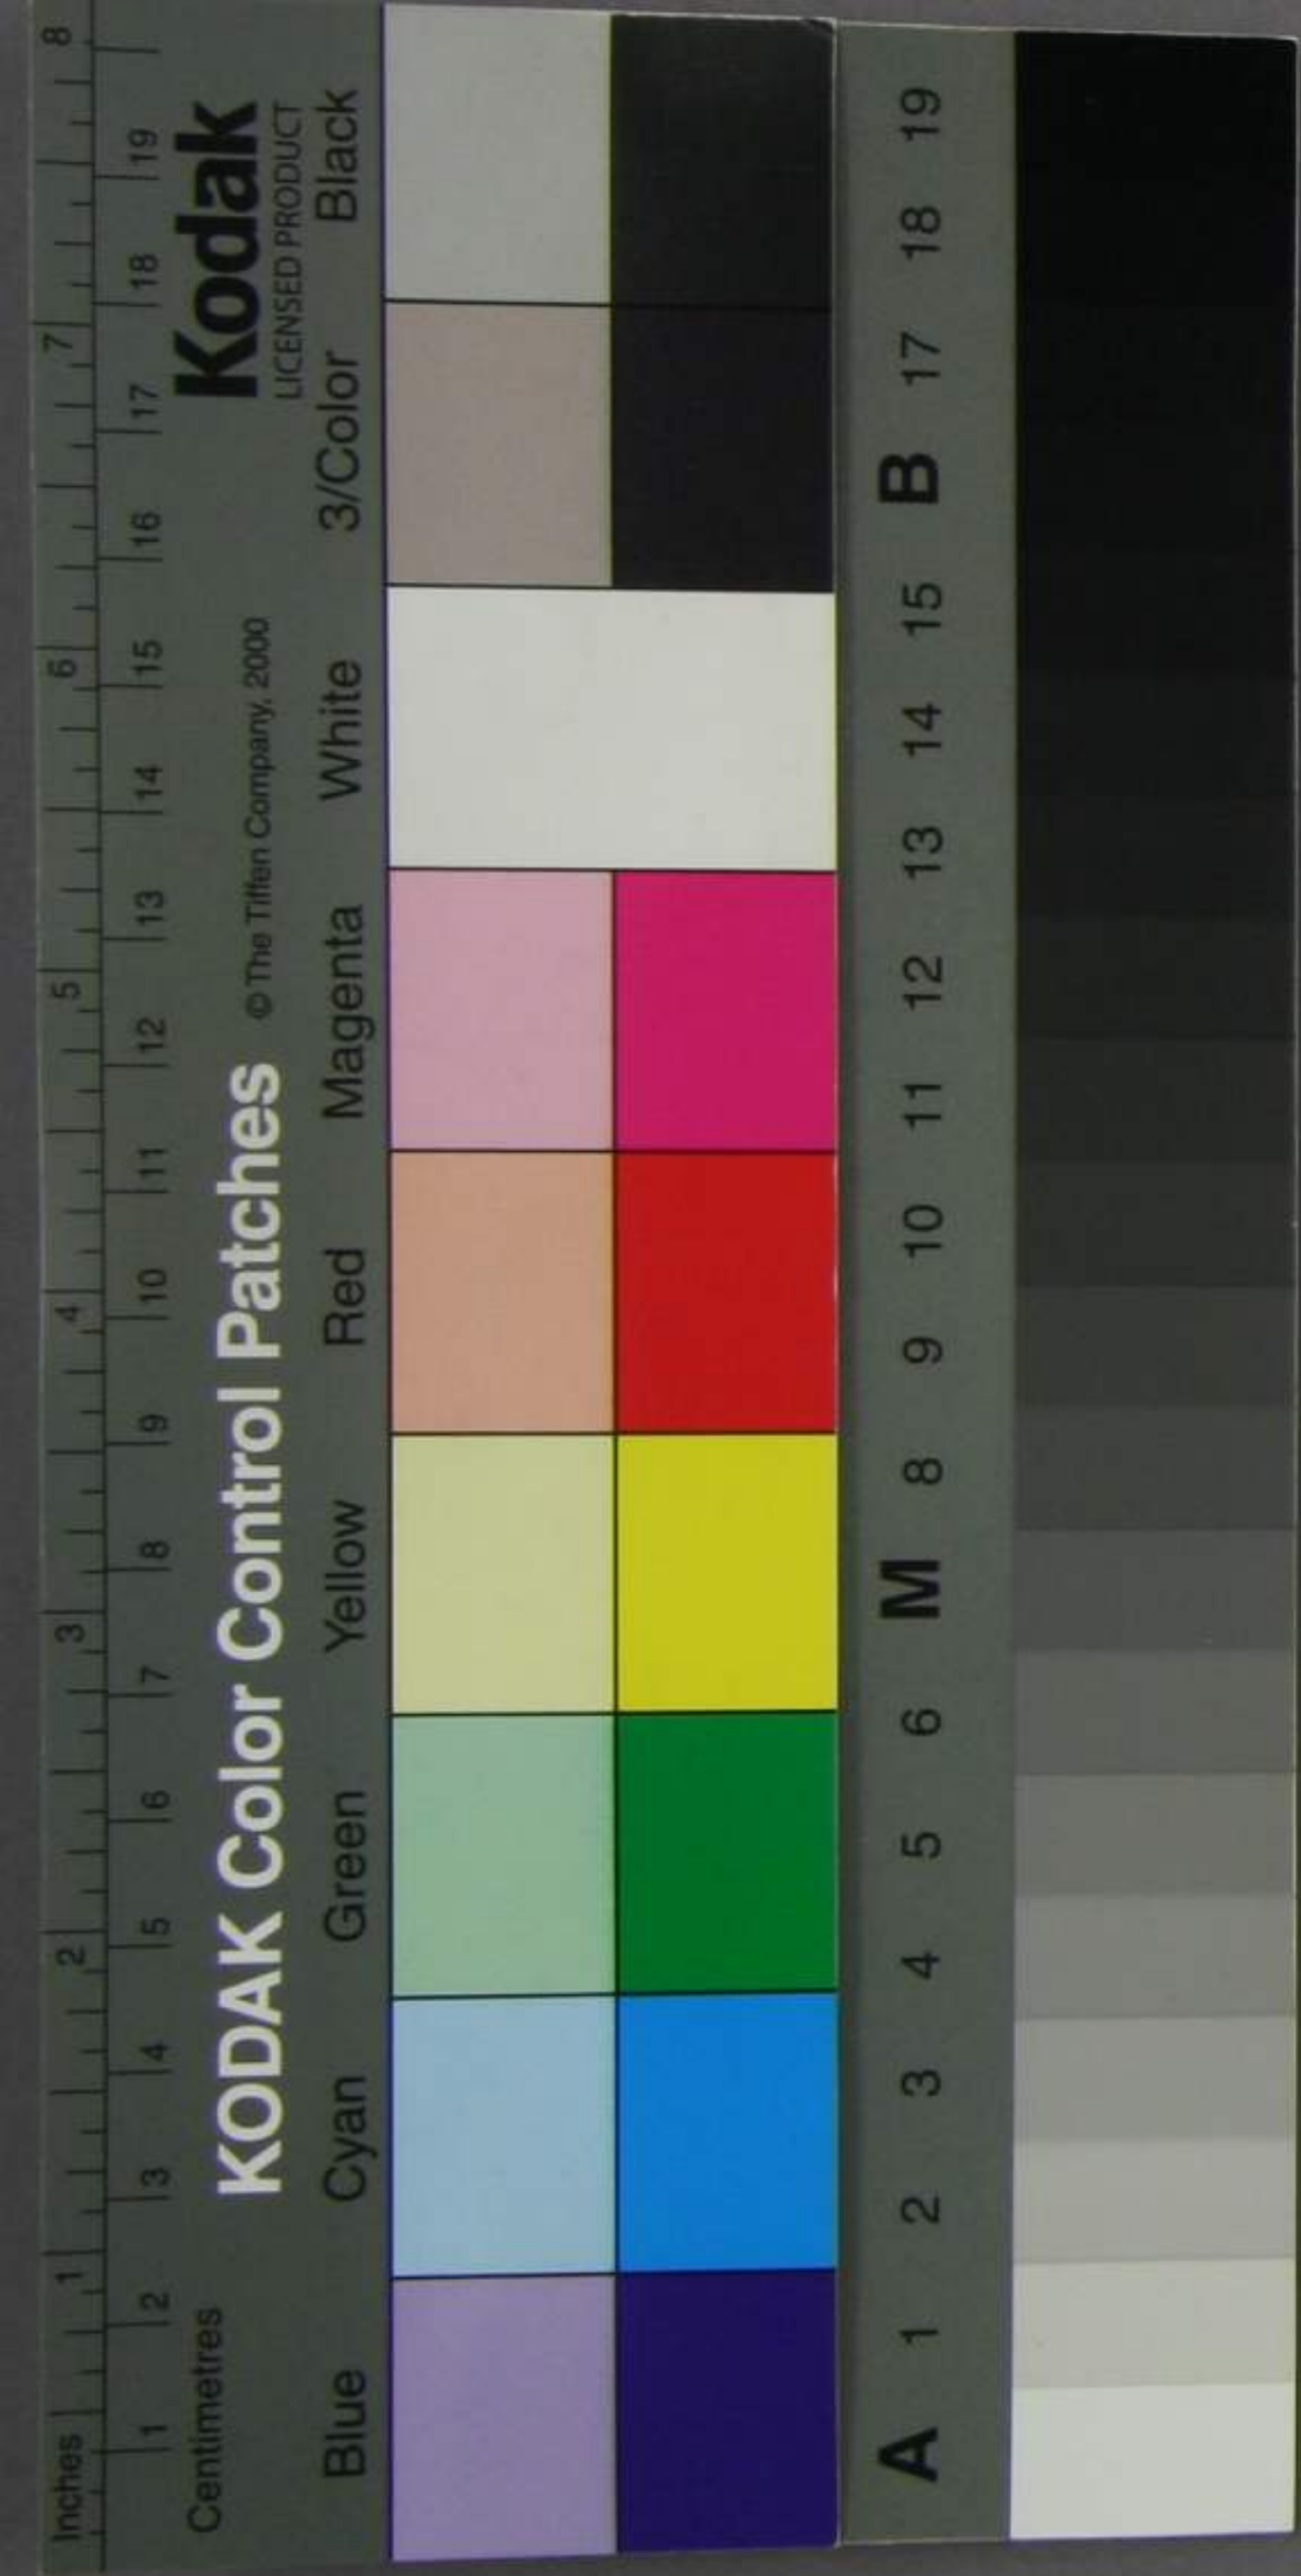 Inches 1 2 3 4 5 6 7 8
1 2 3 4 5 6 7 8 9 10 11 12 13 14 15 16 17 18 19
Centimetres
KODAK Color Control Patches © The Tiffen Company, 2000 Kodak
LICENSED PRODUCT
Blue Cyan Green Yellow Red Magenta White 3/Color Black
A 1 2 3 4 5 6 M 8 9 10 11 12 13 14 15 B 17 18 19